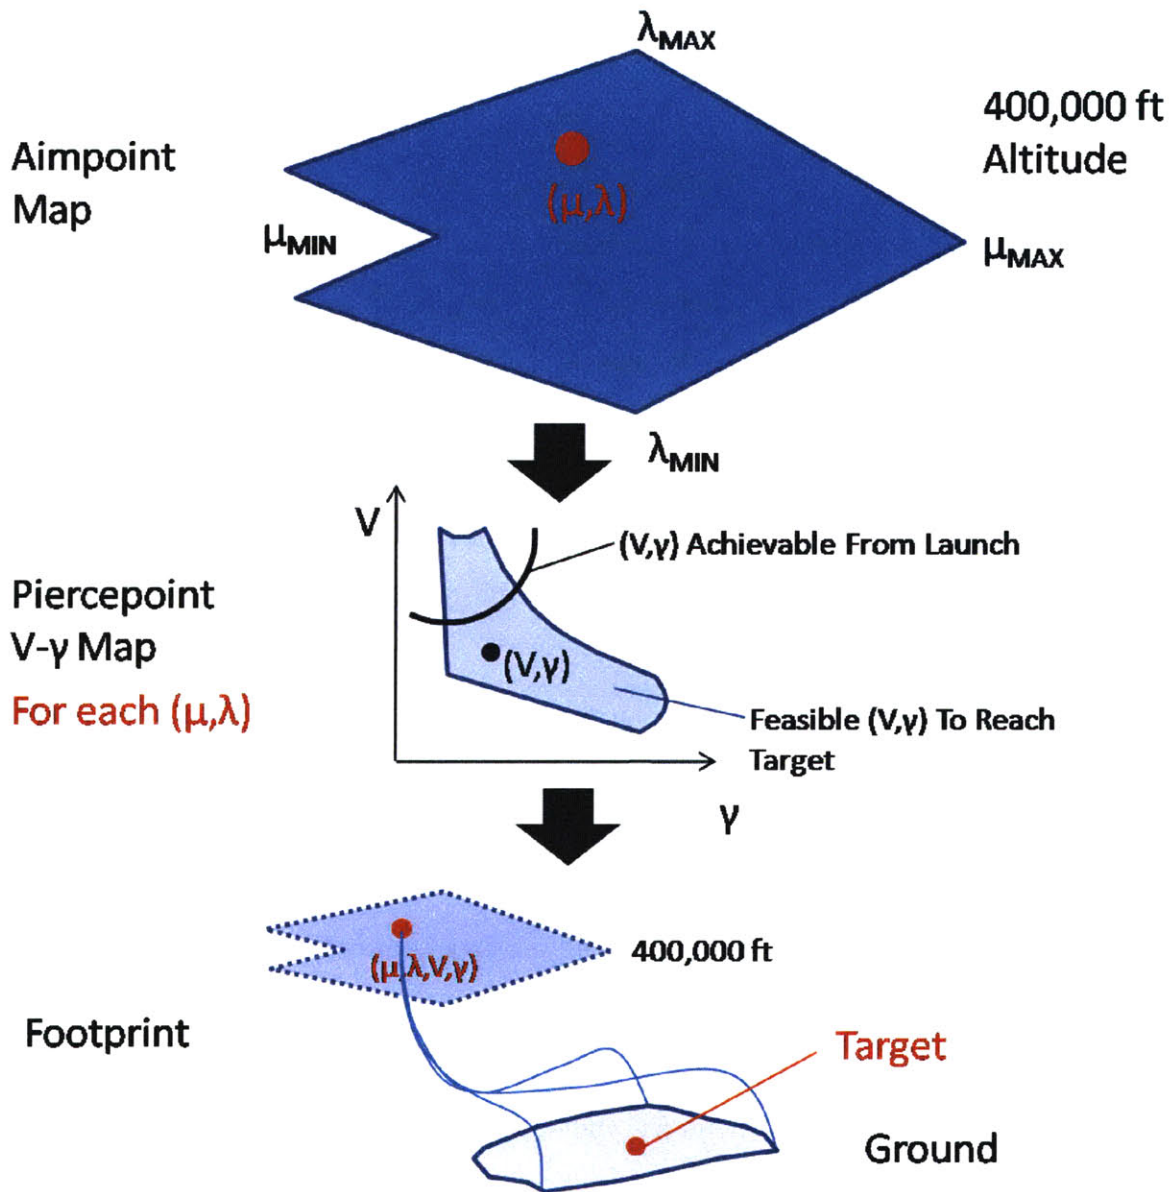 λMAX
400,000 ft
Altitude
Aimpoint
Map
(μ,λ)
μMIN
μMAX
λMIN
V
(V,γ) Achievable From Launch
Piercepoint
V-γ Map
For each (μ,λ)
(V,γ)
Feasible (V,γ) To Reach
Target
γ
400,000 ft
(μ,λ,V,γ)
Footprint
Target
Ground